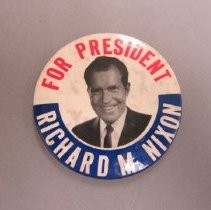 FOR PRESIDENT
RICHARD M. NIXON